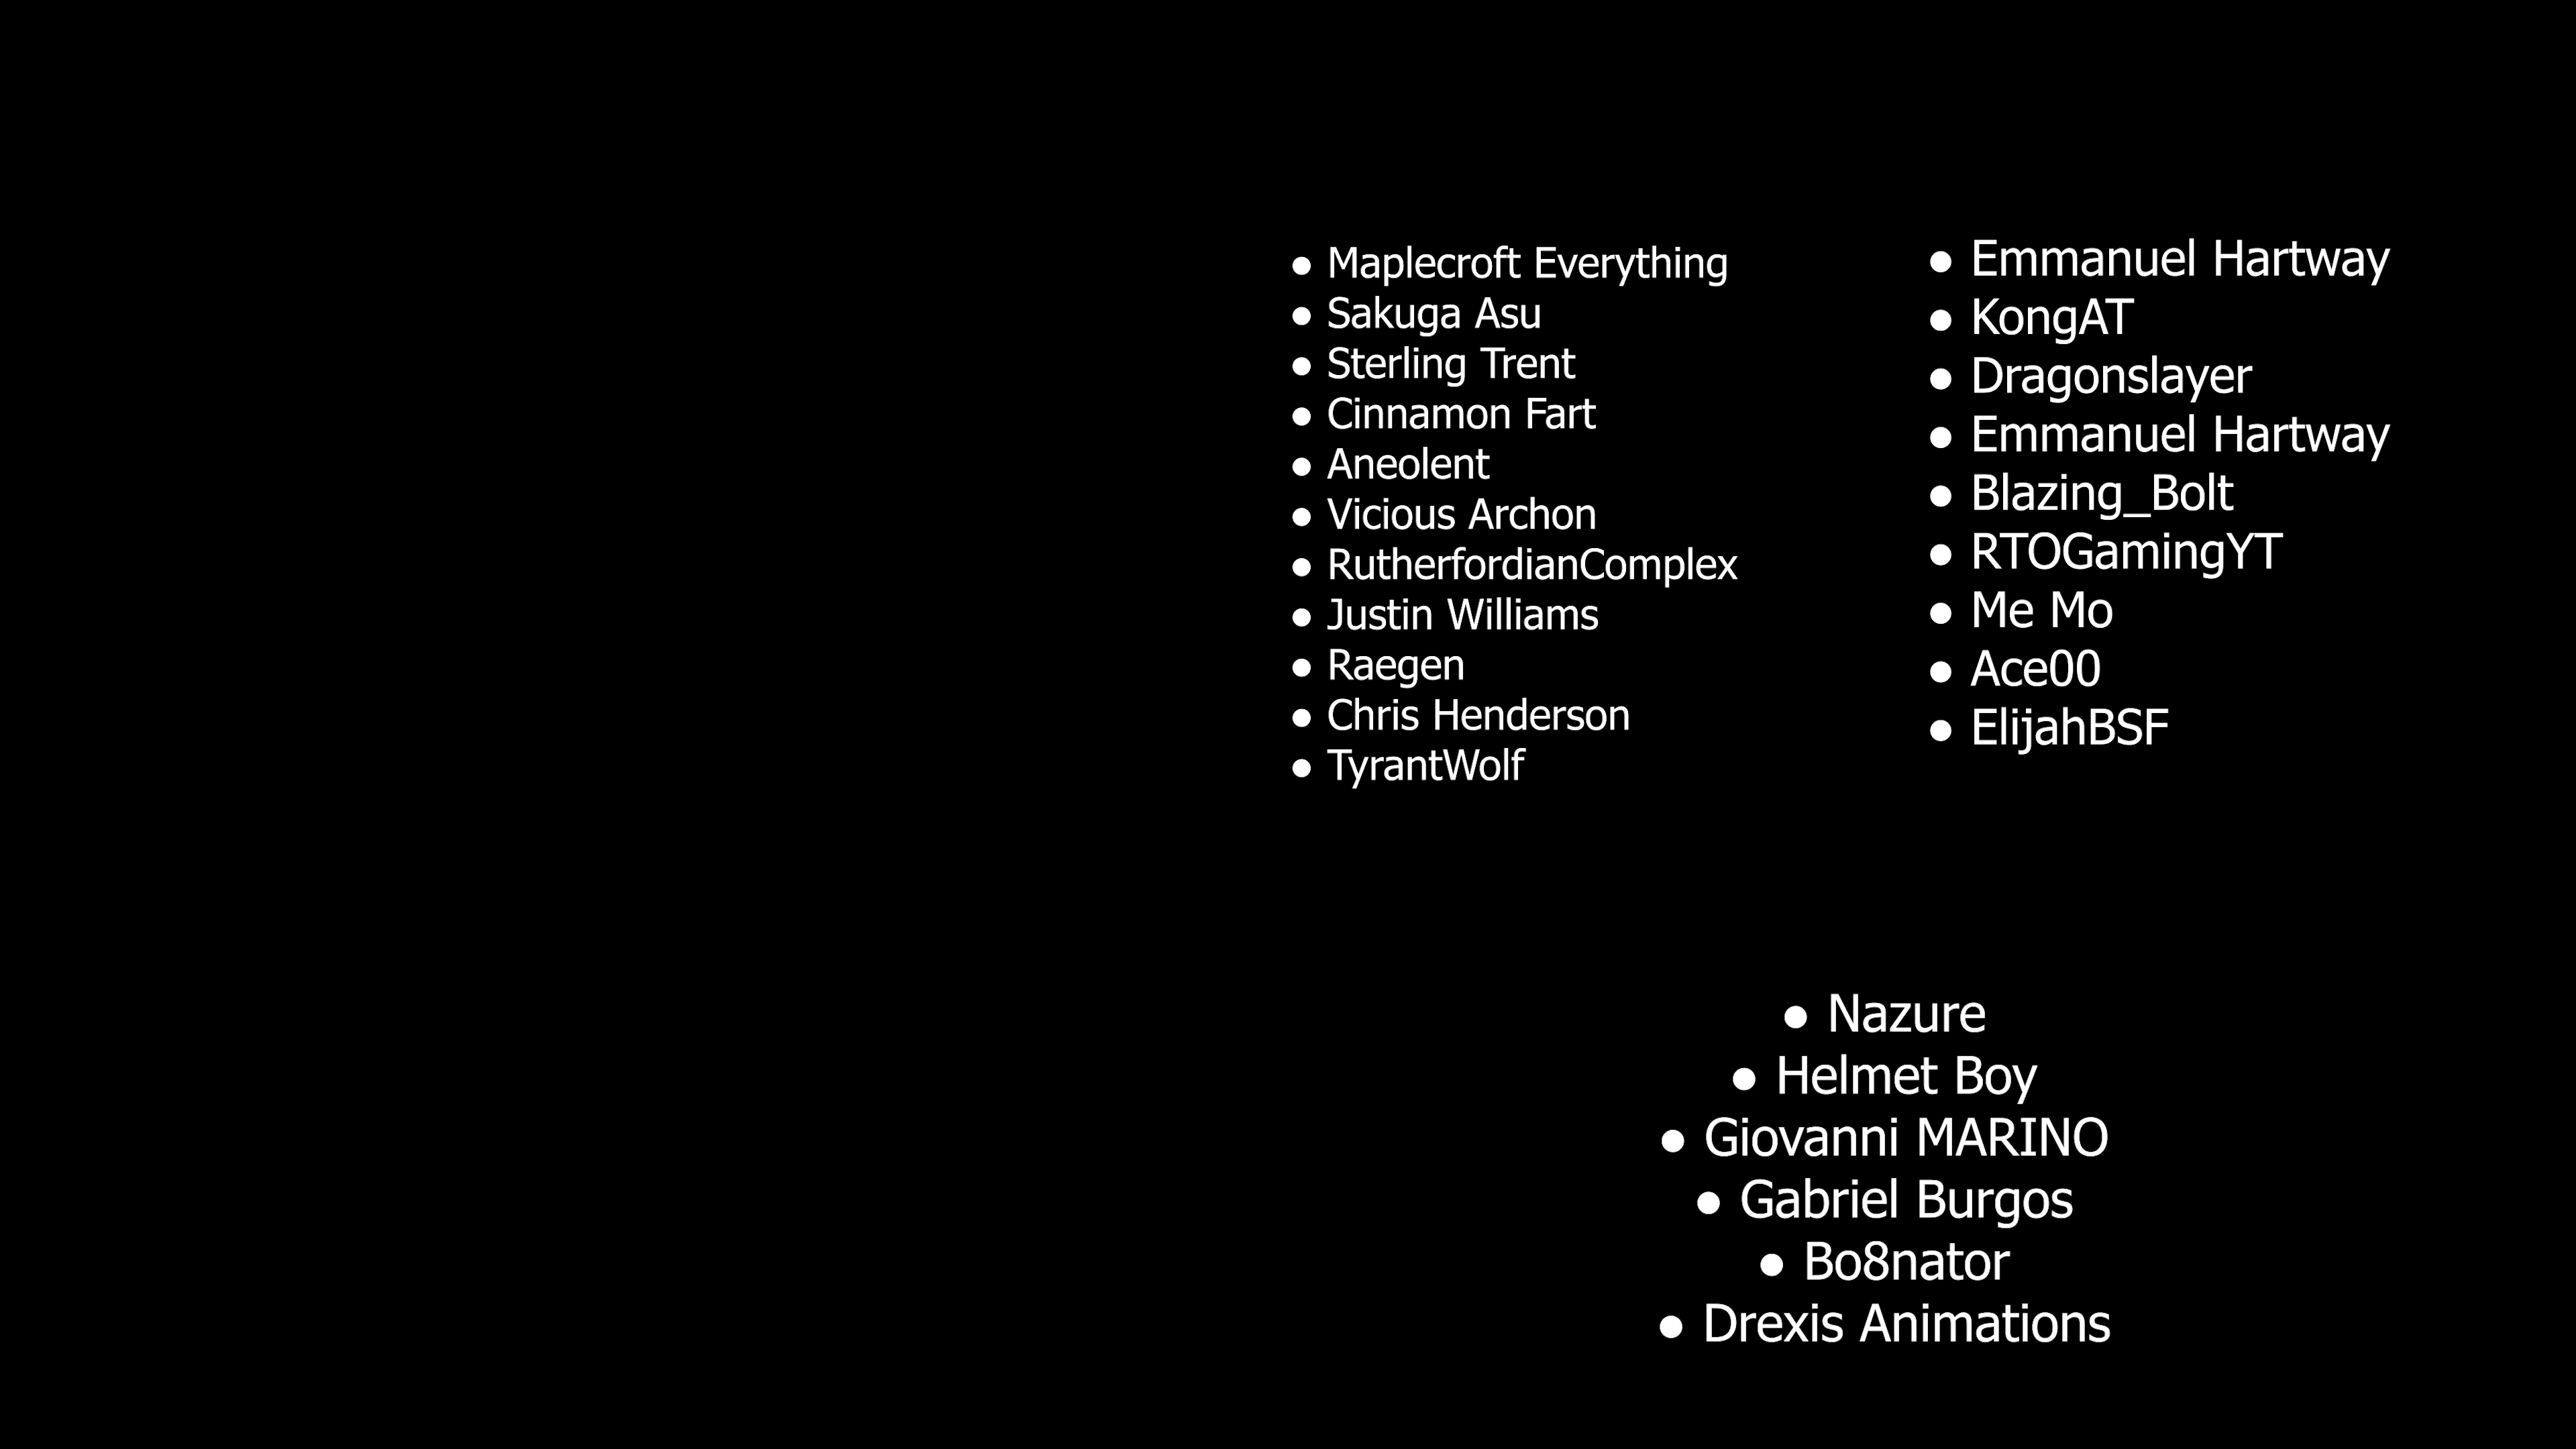 ● Maplecroft Everything
● Sakuga Asu
● Sterling Trent
● Cinnamon Fart
● Aneolent
● Vicious Archon
● RutherfordianComplex
● Justin Williams
● Raegen
● Chris Henderson
● TyrantWolf
● Emmanuel Hartway
● KongAT
● Dragonslayer
● Emmanuel Hartway
● Blazing_Bolt
● RTOGamingYT
● Me Mo
● Ace00
● ElijahBSF
● Nazure
● Helmet Boy
● Giovanni MARINO
● Gabriel Burgos
● Bo8nator
● Drexis Animations